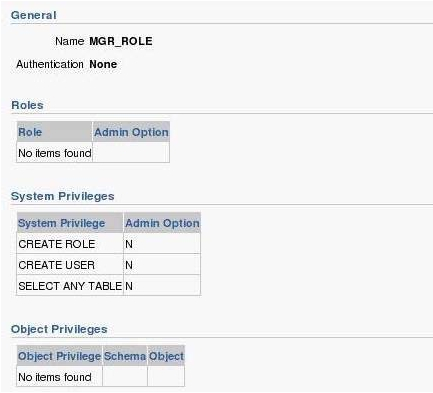 General
Name MGR_ROLE
Authentication None
Roles
Role Admin Option
No items found
System Privileges
System Privilege Admin Option
CREATE ROLE N
CREATE USER N
SELECT ANY TABLE N
Object Privileges
Object Privilege Schema Object
No items found